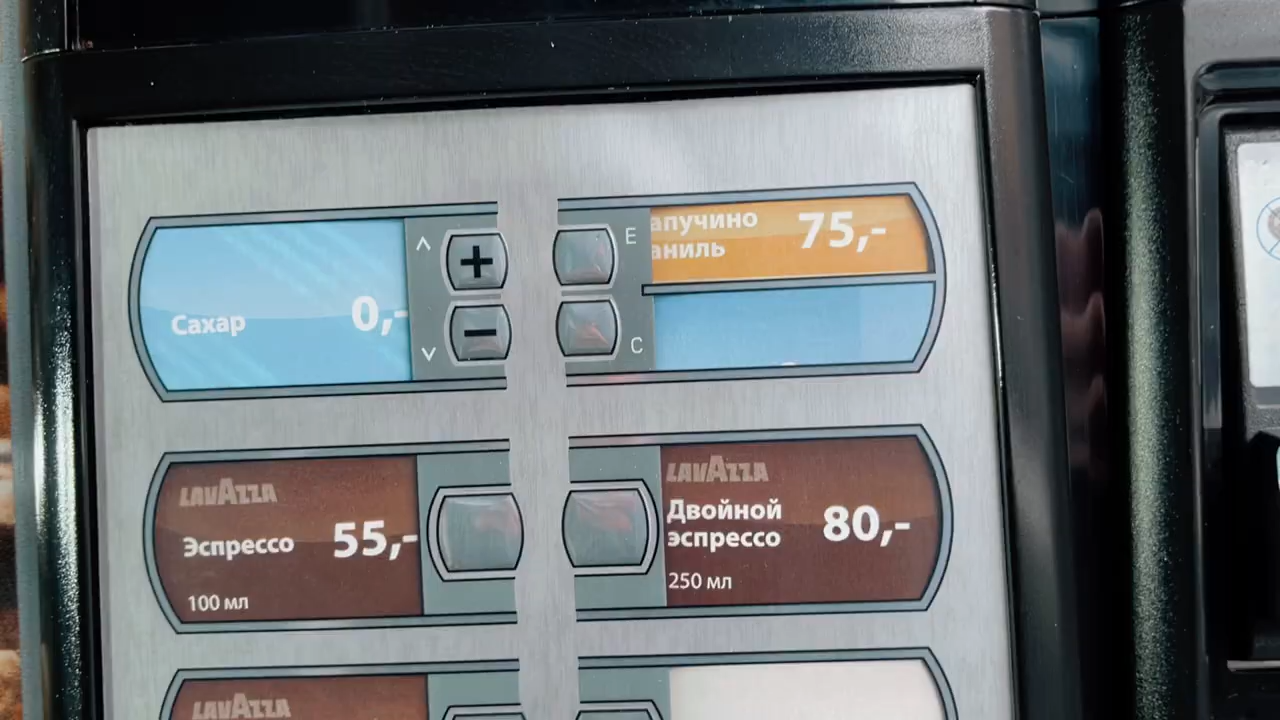 Сахар 0,-
+
−
E
C
апучино 75,-
аниль
LAVAZZA
Эспрессо 55,-
100 мл
LAVAZZA
Двойной
эспрессо 80,-
250 мл
LAVAZZA